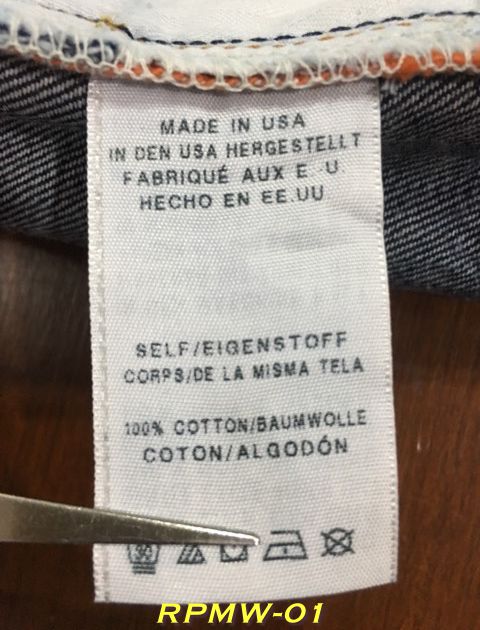 MADE IN USA
IN DEN USA HERGESTELLT
FABRIQUÉ AUX E. U
HECHO EN EE.UU
SELF/EIGENSTOFF
CORPS/DE LA MISMA TELA
100% COTTON/BAUMWOLLE
COTON/ALGODÓN
30
RPMW-01